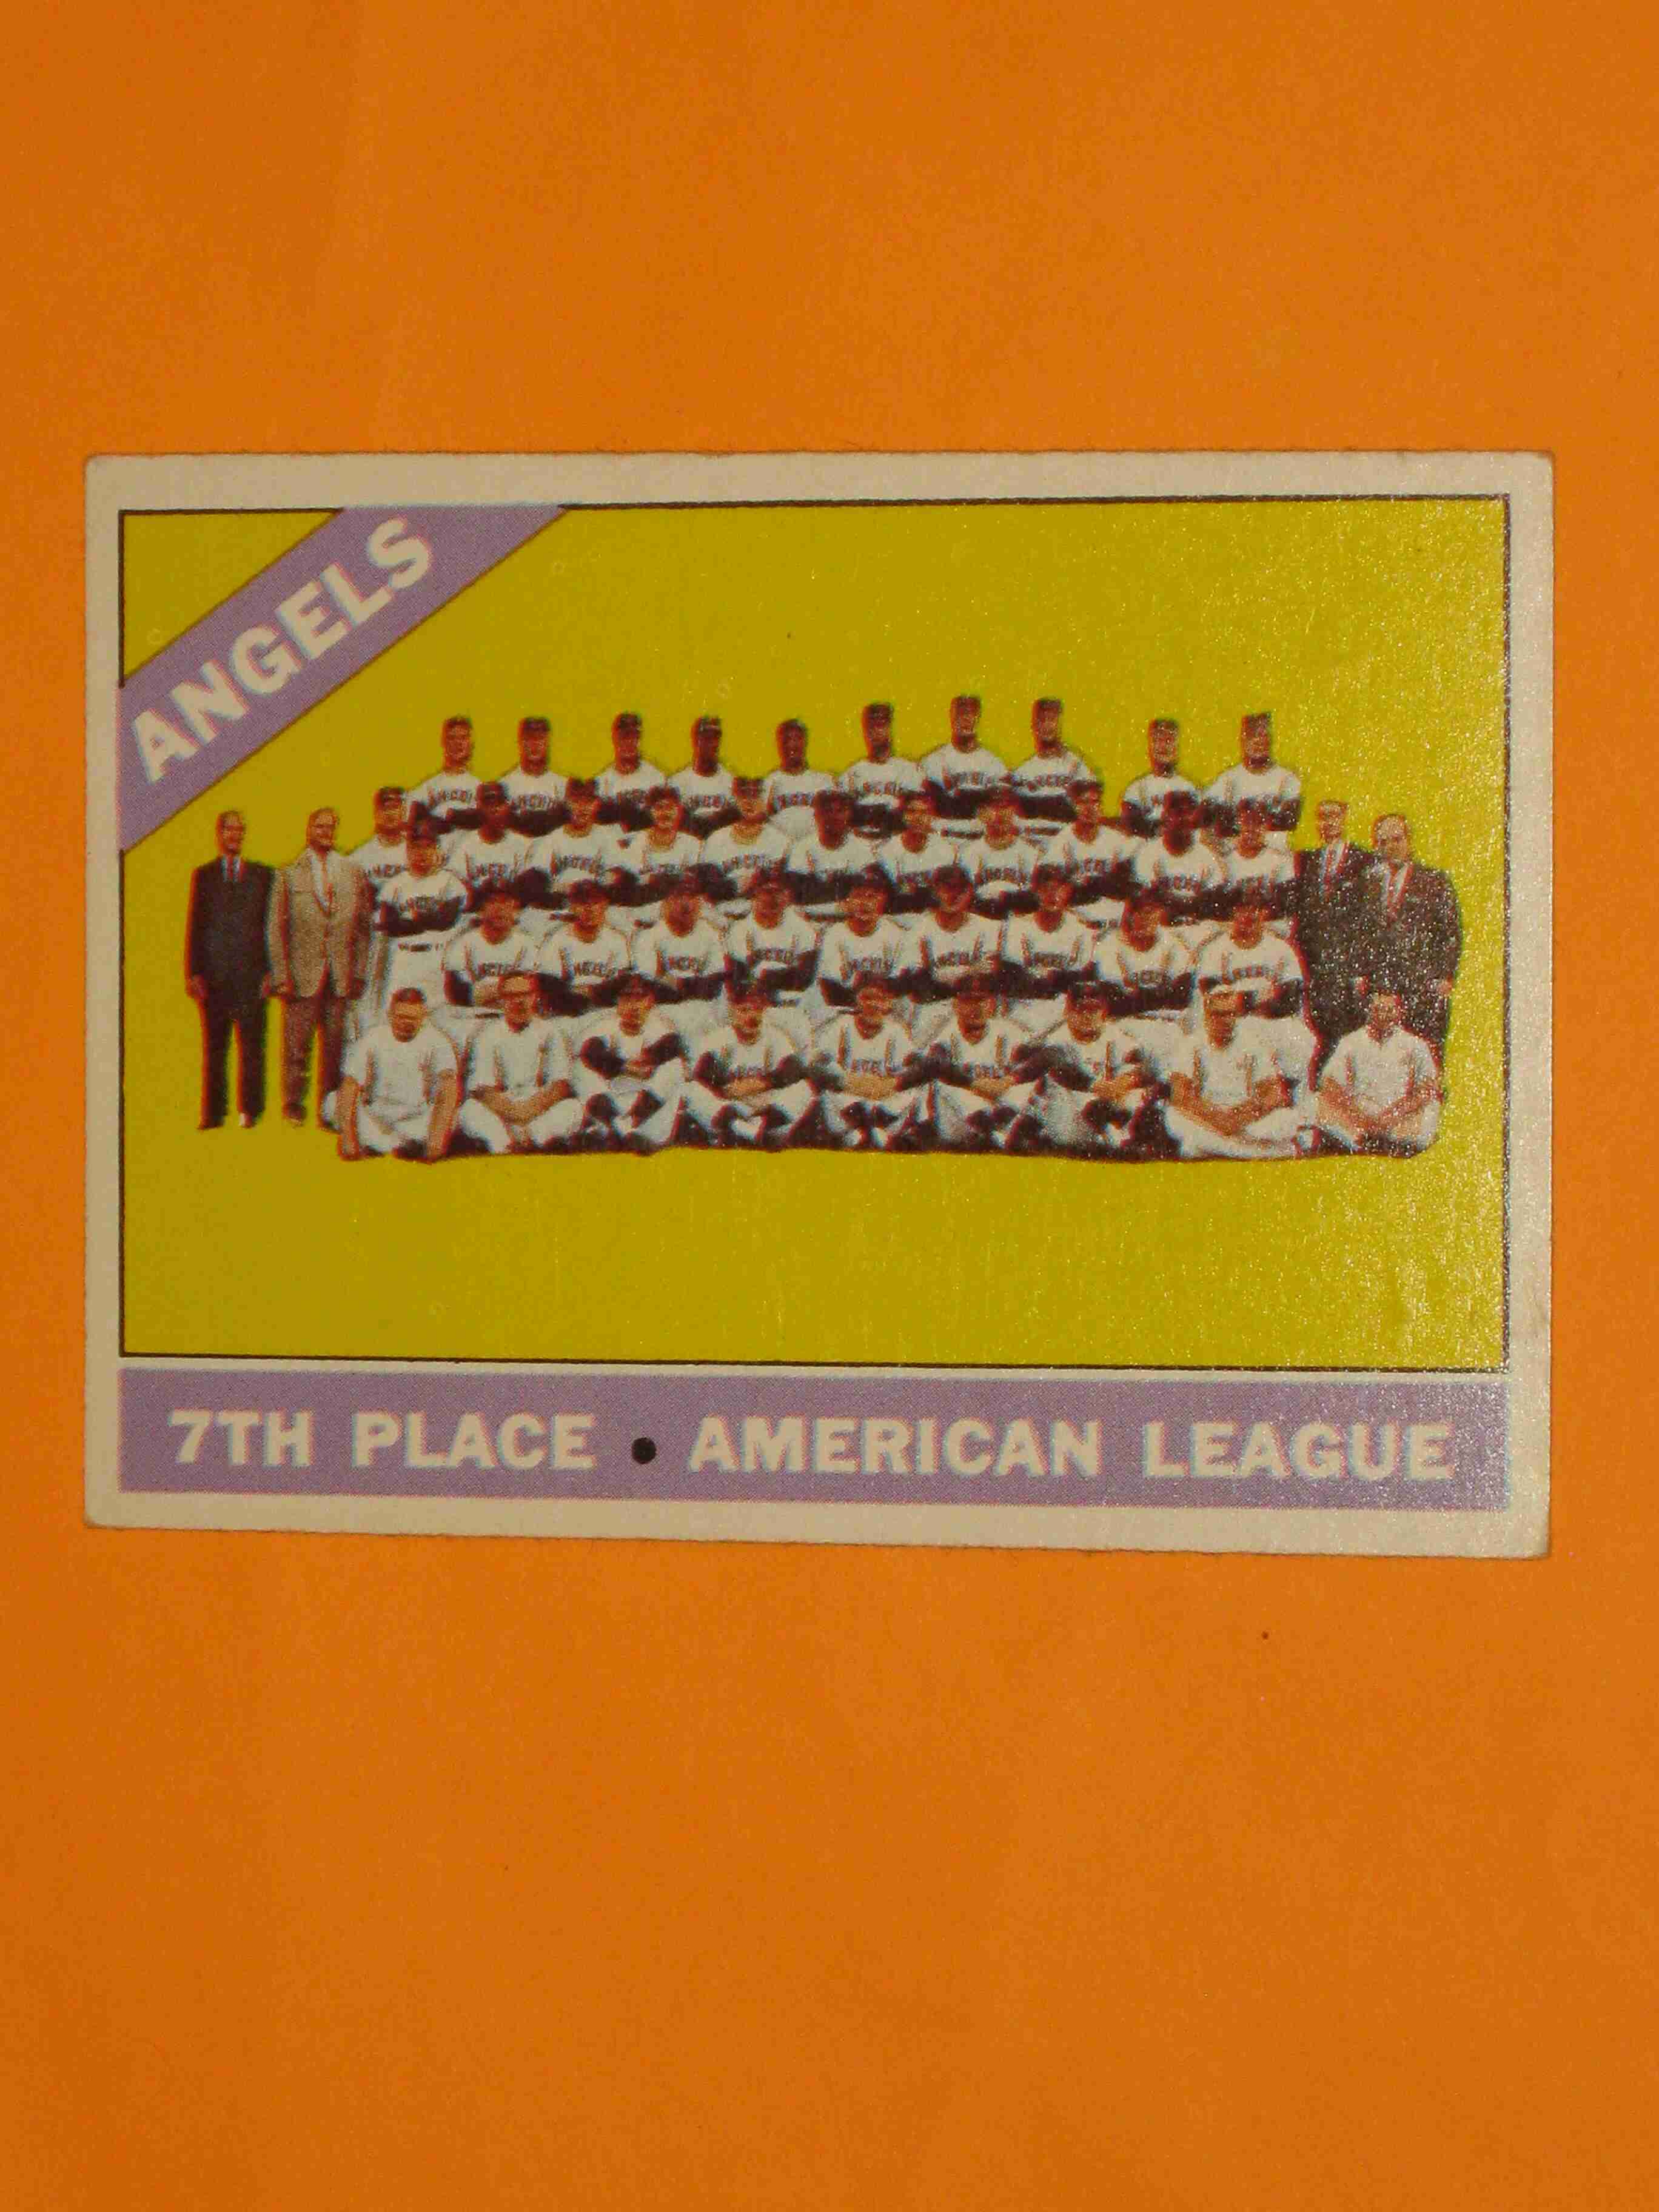 ANGELS
7TH PLACE • AMERICAN LEAGUE